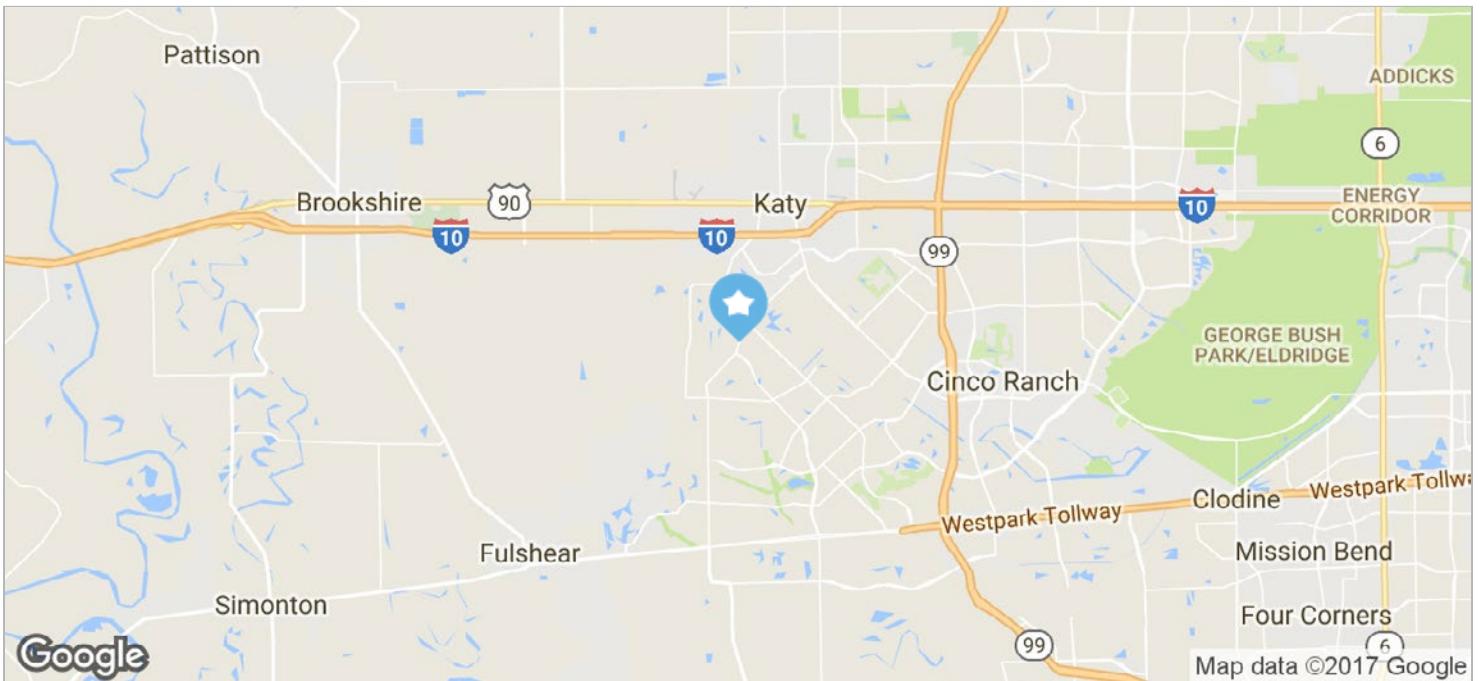 Pattison
ADDICKS
6
Brookshire
90
Katy
10
ENERGY
CORRIDOR
10
10
99
GEORGE BUSH
PARK/ELDRIDGE
Cinco Ranch
Clodine
Westpark Tollwa
Westpark Tollway
Fulshear
Mission Bend
Simonton
Four Corners
99
6
Google
Map data ©2017 Google